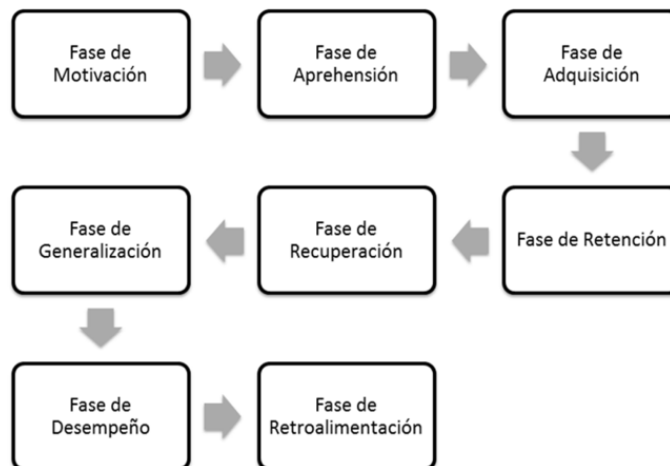 Fase de
Motivación
Fase de
Aprehensión
Fase de
Adquisición
Fase de Retención
Fase de
Recuperación
Fase de
Generalización
Fase de
Desempeño
Fase de
Retroalimentación